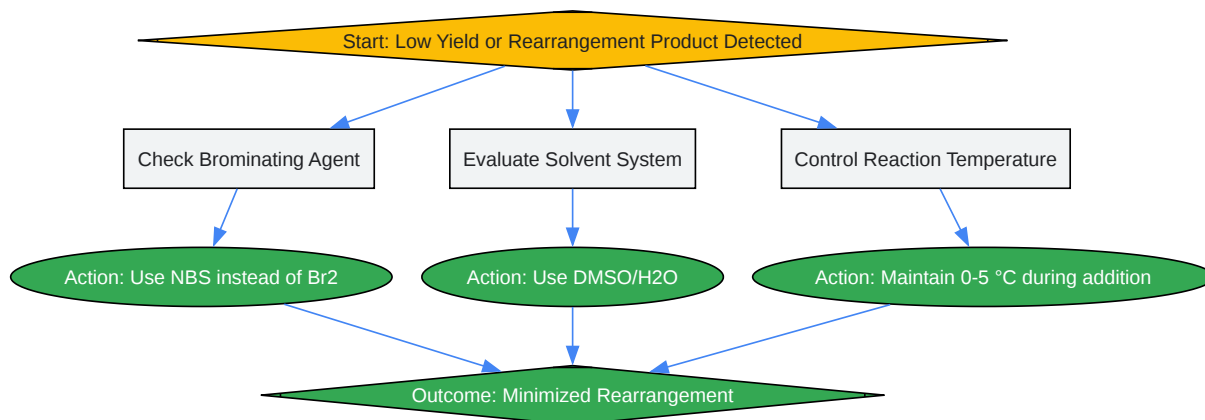 Start: Low Yield or Rearrangement Product Detected
Check Brominating Agent
Evaluate Solvent System
Control Reaction Temperature
Action: Use NBS instead of Br2
Action: Use DMSO/H2O
Action: Maintain 0-5 °C during addition
Outcome: Minimized Rearrangement